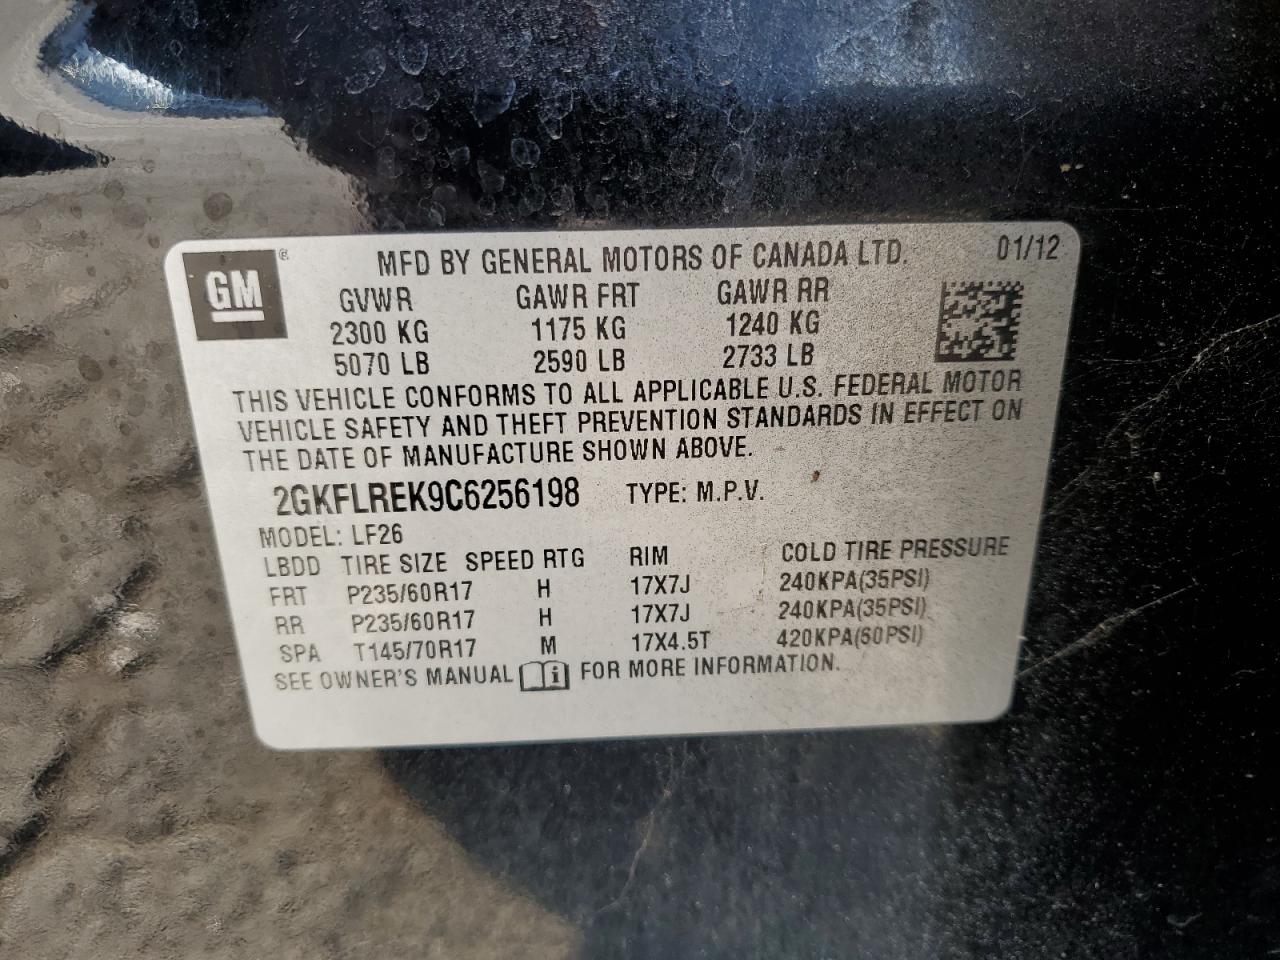 GM ® MFD BY GENERAL MOTORS OF CANADA LTD. 01/12
GVWR GAWR FRT GAWR RR
2300 KG 1175 KG 1240 KG
5070 LB 2590 LB 2733 LB
THIS VEHICLE CONFORMS TO ALL APPLICABLE U.S. FEDERAL MOTOR
VEHICLE SAFETY AND THEFT PREVENTION STANDARDS IN EFFECT ON
THE DATE OF MANUFACTURE SHOWN ABOVE.
2GKFLREK9C6256198 TYPE: M.P.V.
MODEL: LF26
LBDD TIRE SIZE SPEED RTG RIM COLD TIRE PRESSURE
FRT P235/60R17 H 17X7J 240KPA(35PSI)
RR P235/60R17 H 17X7J 240KPA(35PSI)
SPA T145/70R17 M 17X4.5T 420KPA(60PSI)
SEE OWNER'S MANUAL i FOR MORE INFORMATION.